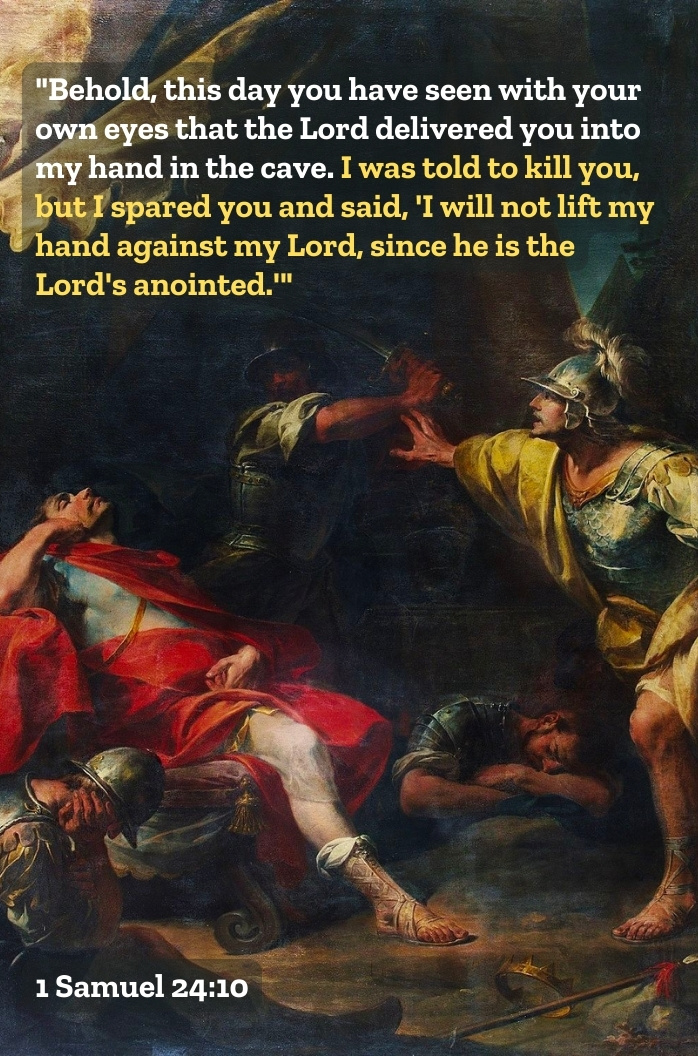 "Behold, this day you have seen with your
own eyes that the Lord delivered you into
my hand in the cave. I was told to kill you,
but I spared you and said, 'I will not lift my
hand against my Lord, since he is the
Lord's anointed.'"
1 Samuel 24:10